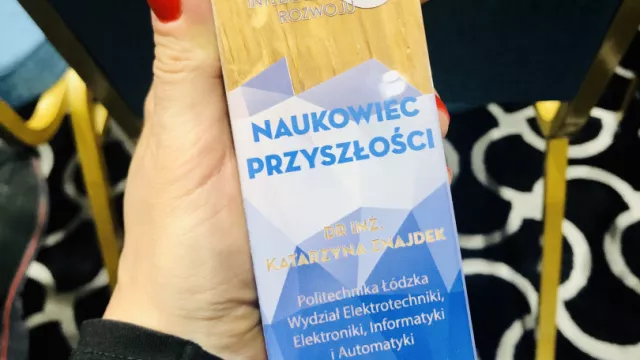 ROZWOJU
NAUKOWIEC
PRZYSZŁOŚCI
DR INŻ.
KATARZYNA ZNAJDEK
Politechnika Łódzka
Wydział Elektrotechniki,
Elektroniki, Informatyki
i Automatyki